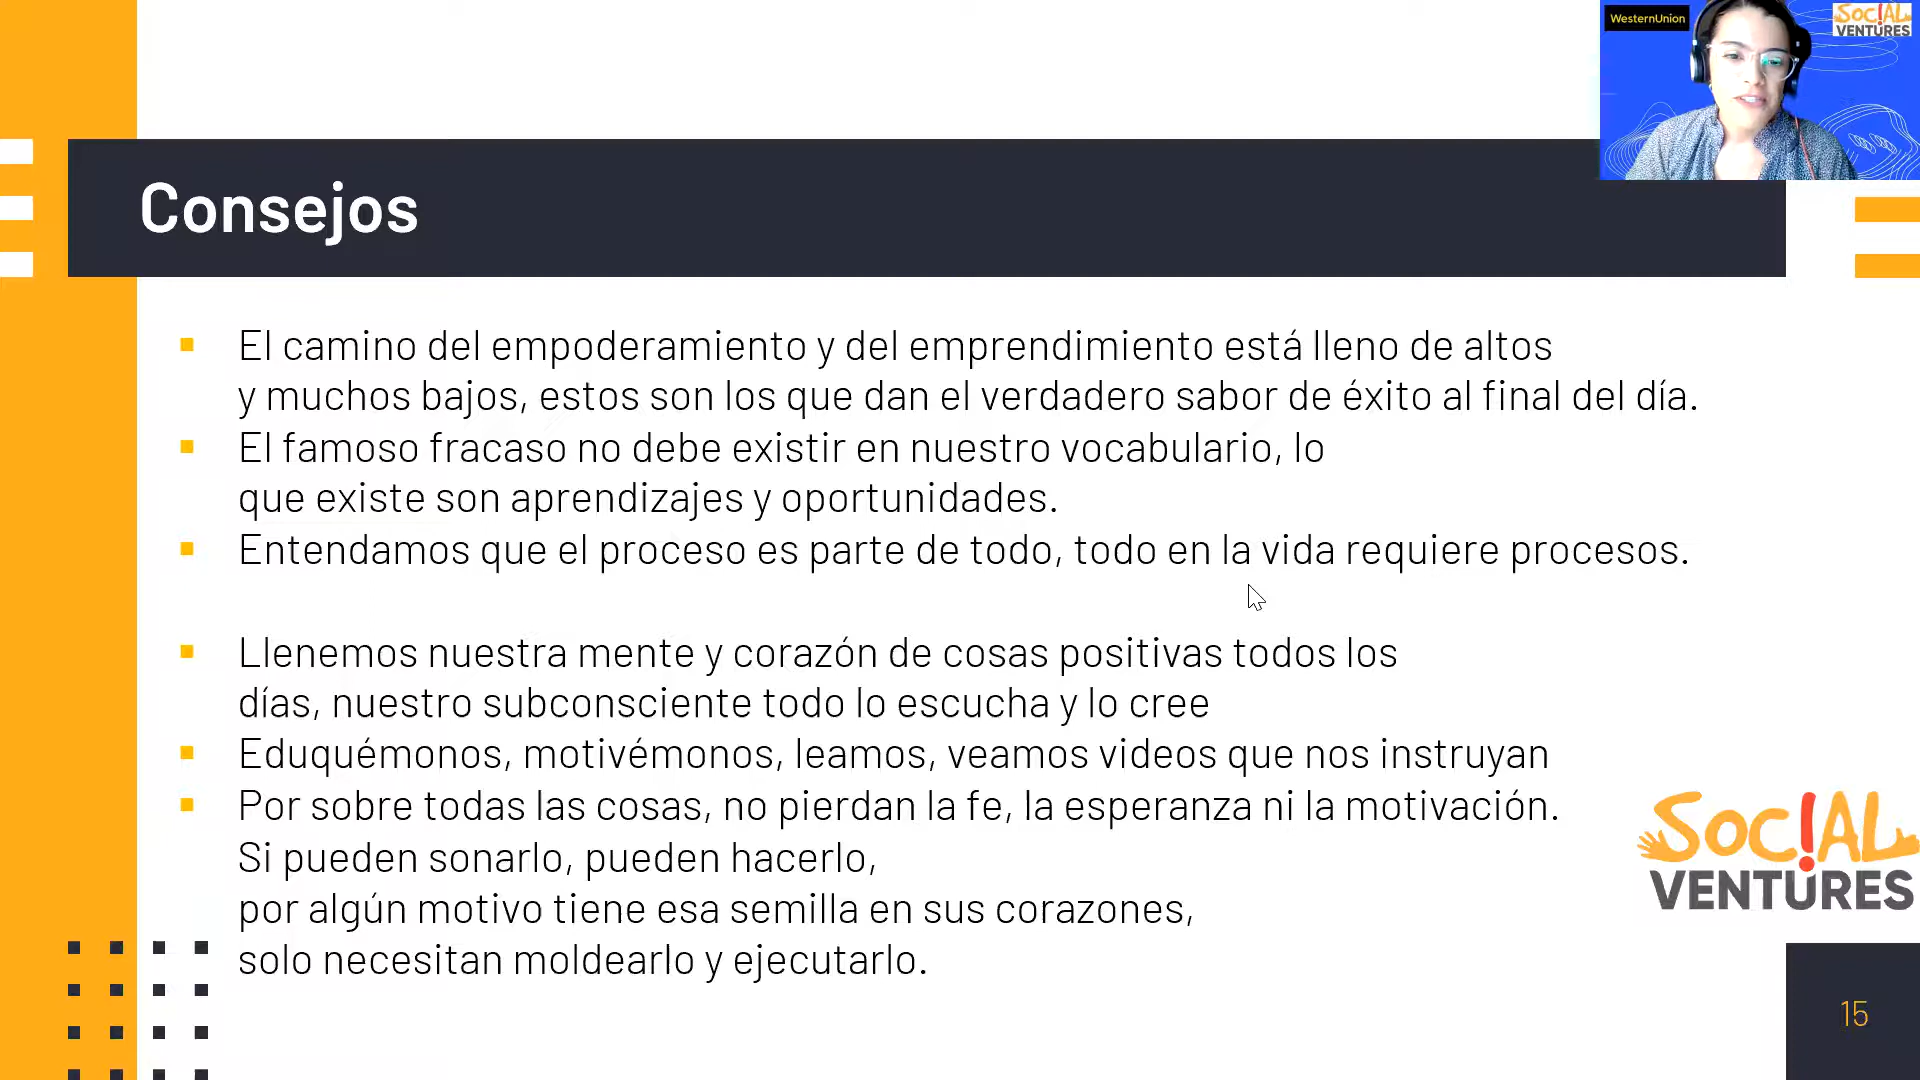 WesternUnion
SOC!AL
VENTURES
Consejos
El camino del empoderamiento y del emprendimiento está lleno de altos
y muchos bajos, estos son los que dan el verdadero sabor de éxito al final del día.
El famoso fracaso no debe existir en nuestro vocabulario, lo
que existe son aprendizajes y oportunidades.
Entendamos que el proceso es parte de todo, todo en la vida requiere procesos.
Llenemos nuestra mente y corazón de cosas positivas todos los
días, nuestro subconsciente todo lo escucha y lo cree
Eduquémonos, motivémonos, leamos, veamos videos que nos instruyan
Por sobre todas las cosas, no pierdan la fe, la esperanza ni la motivación.
Si pueden sonarlo, pueden hacerlo,
por algún motivo tiene esa semilla en sus corazones,
solo necesitan moldearlo y ejecutarlo.
SOC!AL
VENTURES
15